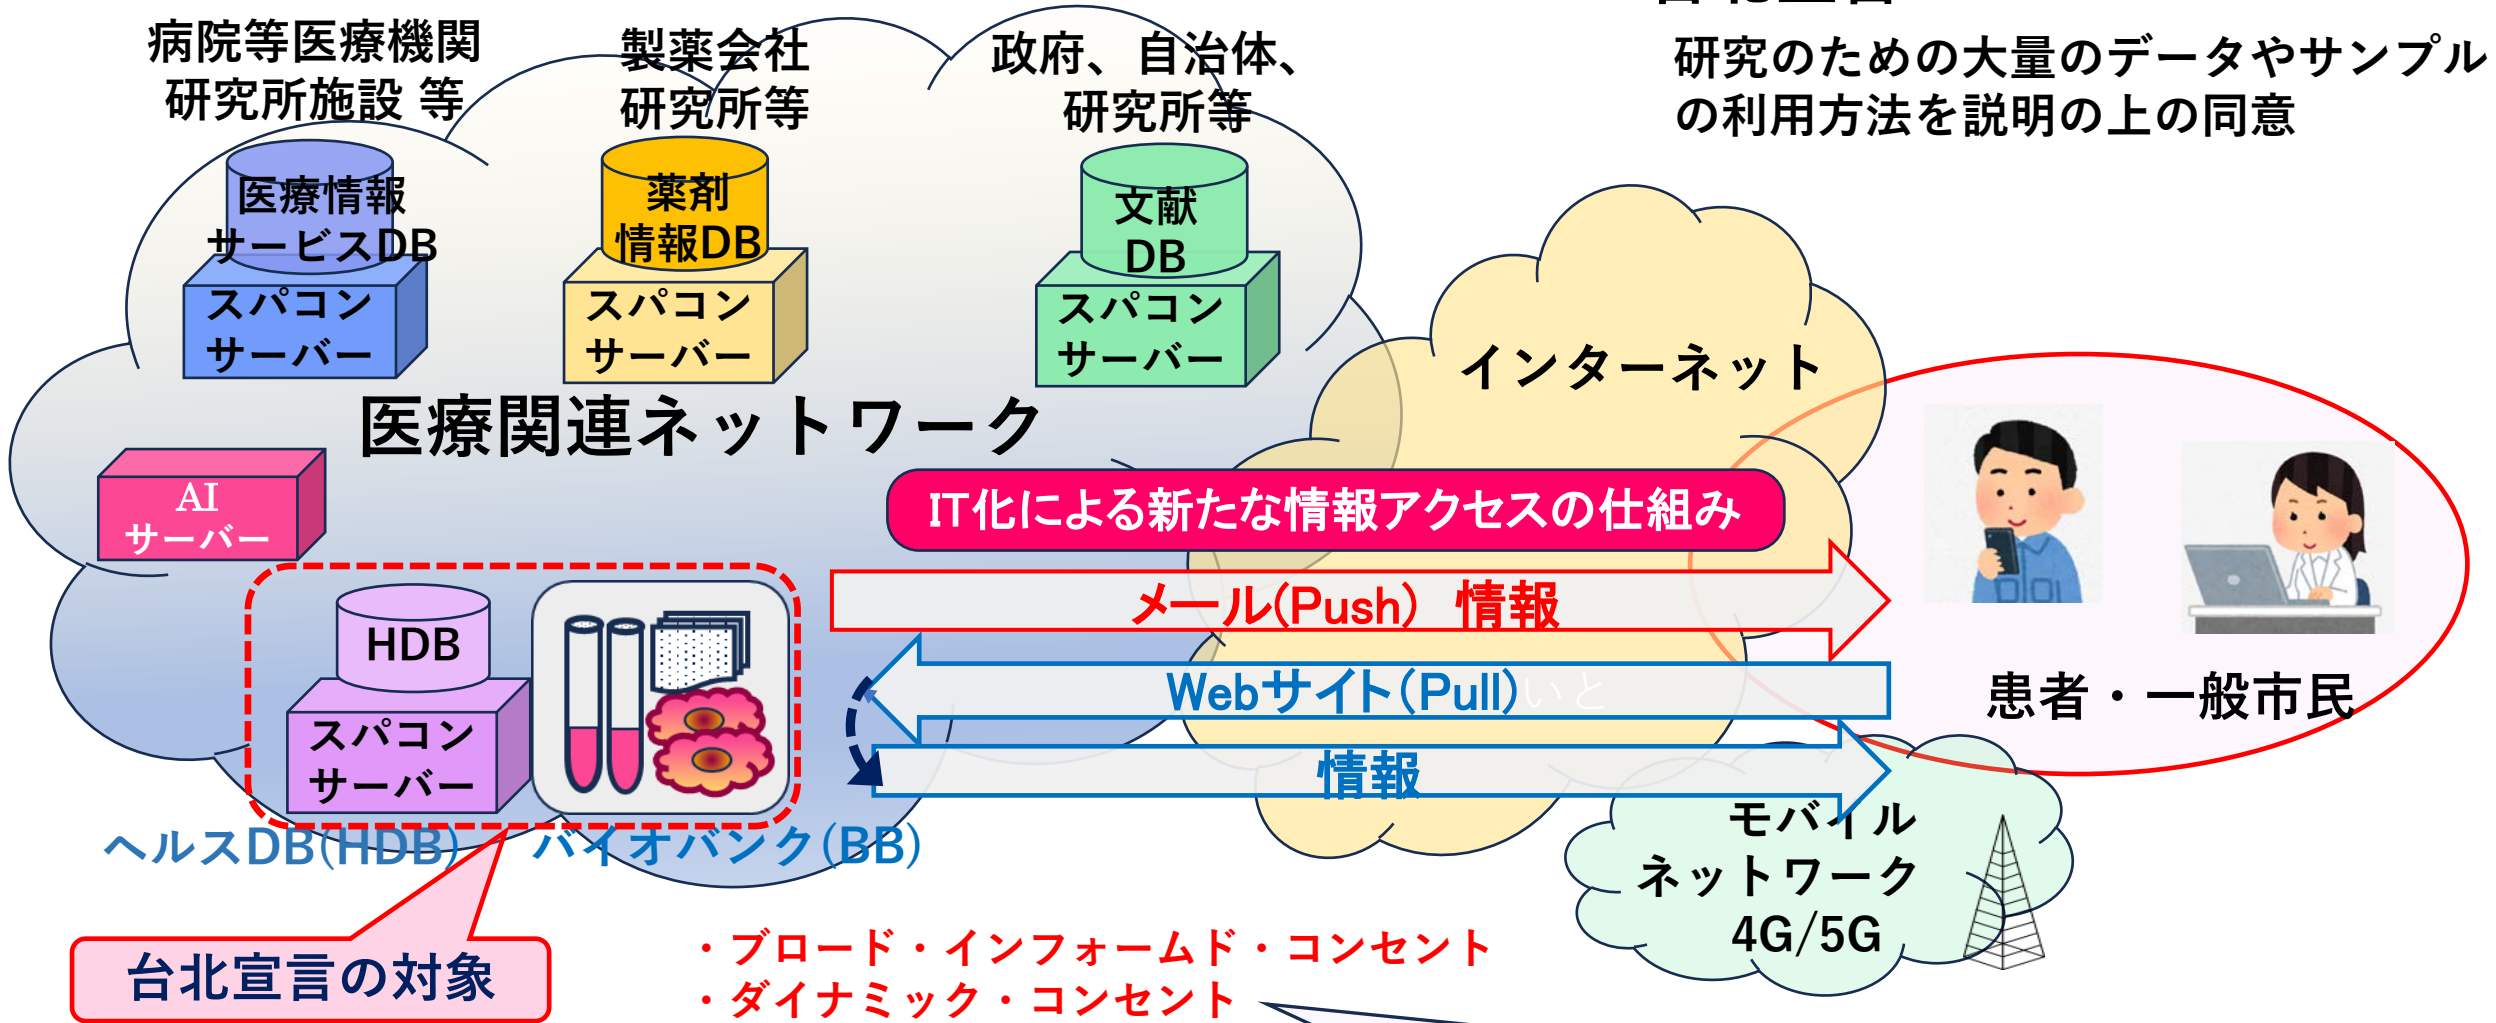 病院等医療機関
研究所施設 等
製薬会社
研究所等
政府、自治体、
研究所等
研究のための大量のデータやサンプル
の利用方法を説明の上の同意
医療情報
サービスDB
スパコン
サーバー
薬剤
情報DB
スパコン
サーバー
文献
DB
スパコン
サーバー
インターネット
医療関連ネットワーク
AI
サーバー
IT化による新たな情報アクセスの仕組み
メール(Push) 情報
Webサイト(Pull)いと
情報
患者・一般市民
HDB
スパコン
サーバー
ヘルスDB(HDB)
バイオバンク(BB)
モバイル
ネットワーク
4G/5G
台北宣言の対象
・ブロード・インフォームド・コンセント
・ダイナミック・コンセント